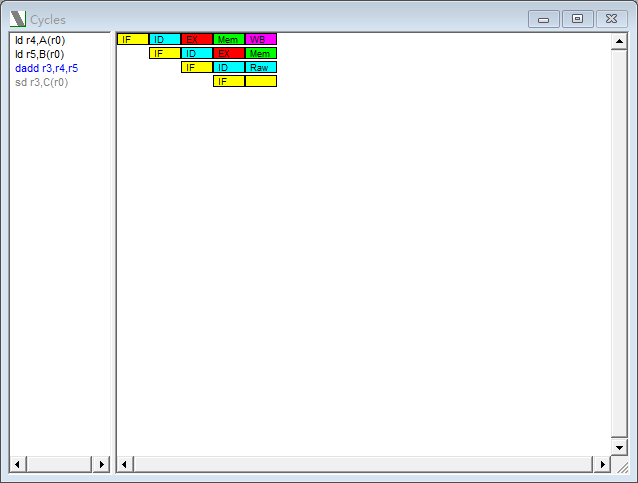 Cycles
ld r4,A(r0) IF ID EX Mem WB
ld r5,B(r0) IF ID EX Mem
dadd r3,r4,r5 IF ID Raw
sd r3,C(r0) IF